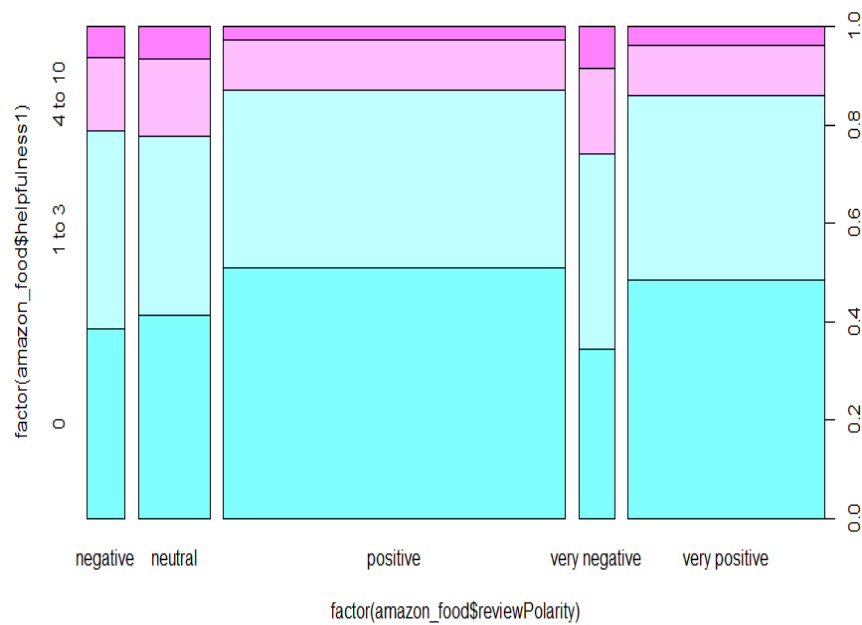 factor(amazon_food$helpfulness1)
4 to 10
1 to 3
0
1.0
0.8
0.6
0.4
0.2
0.0
negative neutral positive very negative very positive
factor(amazon_food$reviewPolarity)